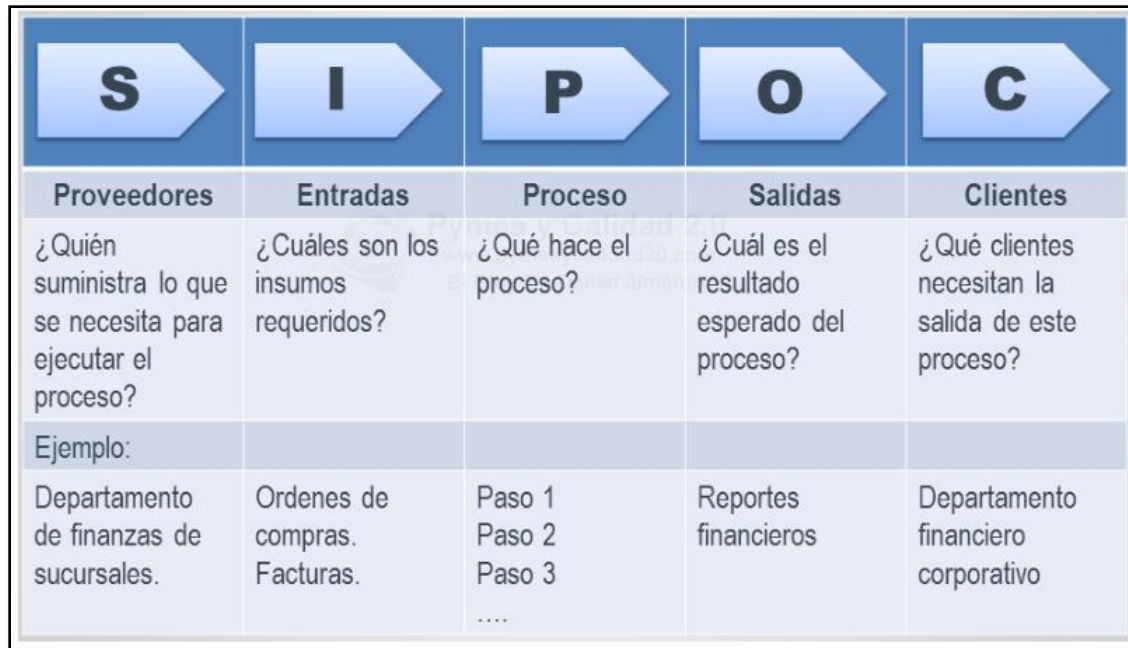 S I P O C
Proveedores Entradas Proceso Salidas Clientes
¿Quién
suministra lo que
se necesita para
ejecutar el
proceso?
¿Cuáles son los
insumos
requeridos?
¿Qué hace el
proceso?
¿Cuál es el
resultado
esperado del
proceso?
¿Qué clientes
necesitan la
salida de este
proceso?
Pymes y Calidad 2.0
Ejemplo:
Departamento
de finanzas de
sucursales.
Ordenes de
compras.
Facturas.
Paso 1
Paso 2
Paso 3
....
Reportes
financieros
Departamento
financiero
corporativo